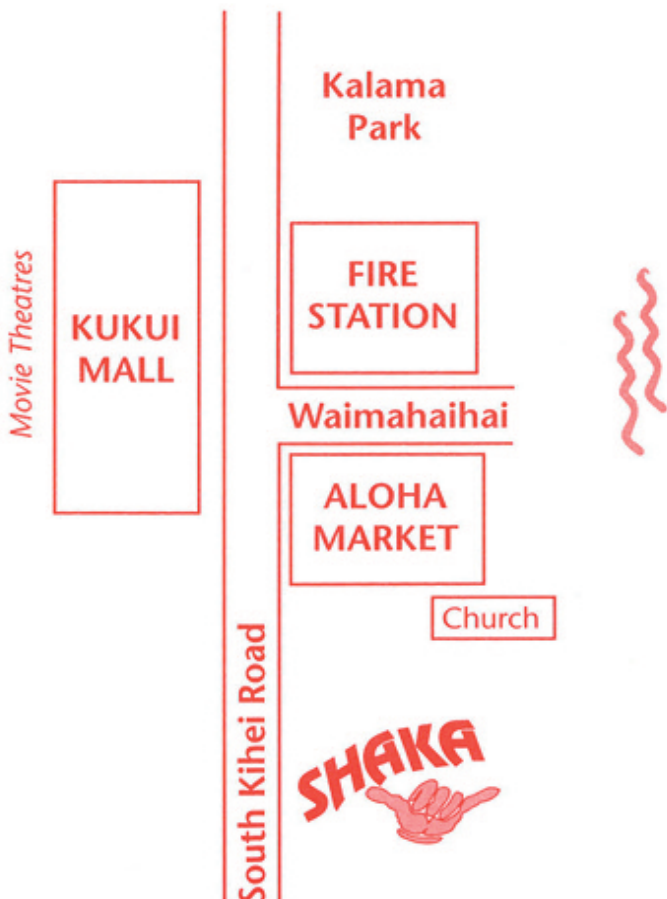 Kalama
Park
Movie Theatres
KUKUI
MALL
FIRE
STATION
Waimahaihai
ALOHA
MARKET
Church
South Kihei Road
SHAKA